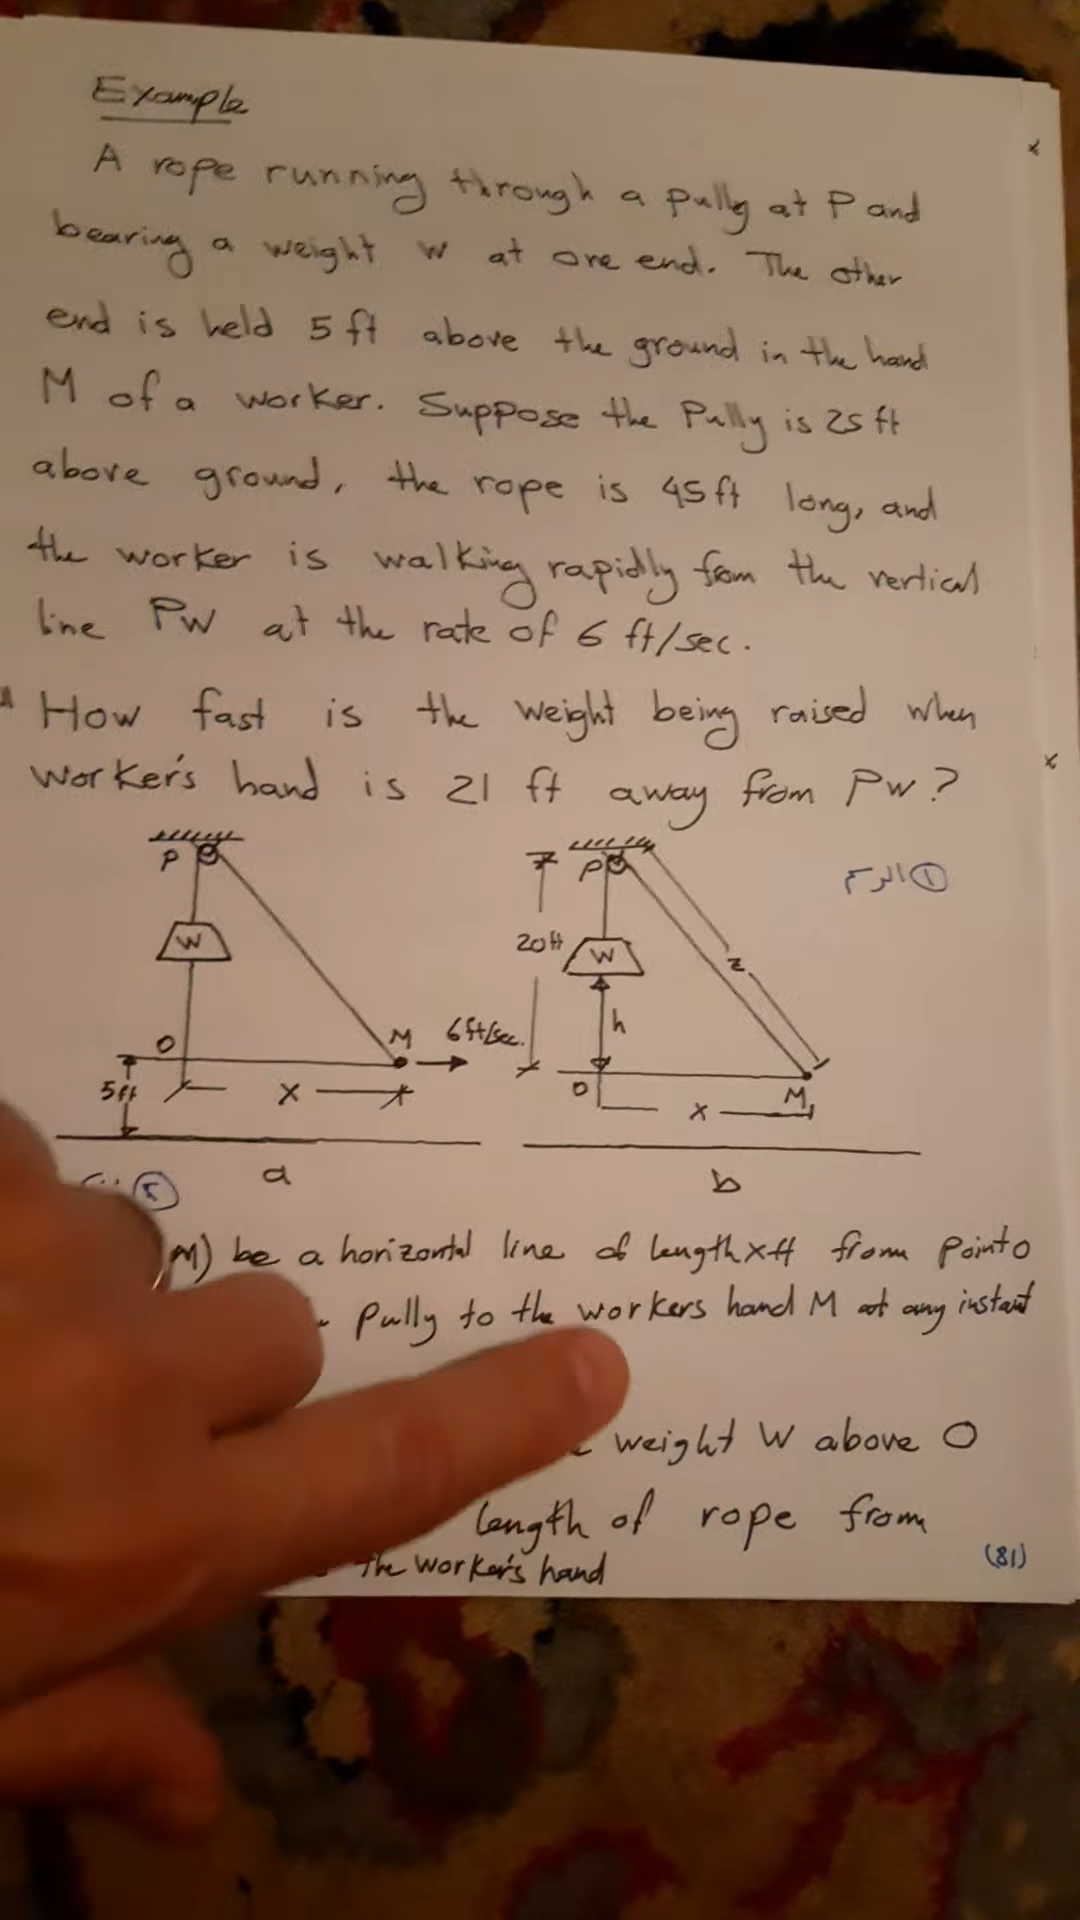 Example
A rope running through a pully at P and
bearing a weight W at one end. The other
end is held 5 ft above the ground in the hand
M of a worker. Suppose the Pully is 25 ft
above ground, the rope is 45 ft long, and
the worker is walking rapidly from the vertical
line PW at the rate of 6 ft/sec.
How fast is the weight being raised when
worker's hand is 21 ft away from PW?
P
W
O
M
6 ft/sec.
5 ft
x
a
P
20 ft
W
z
h
O
M
x
b
① الرسم
M) be a horizontal line of length x ft from point O
Pully to the workers hand M at any instant
weight W above O
length of rope from
the worker's hand
(81)